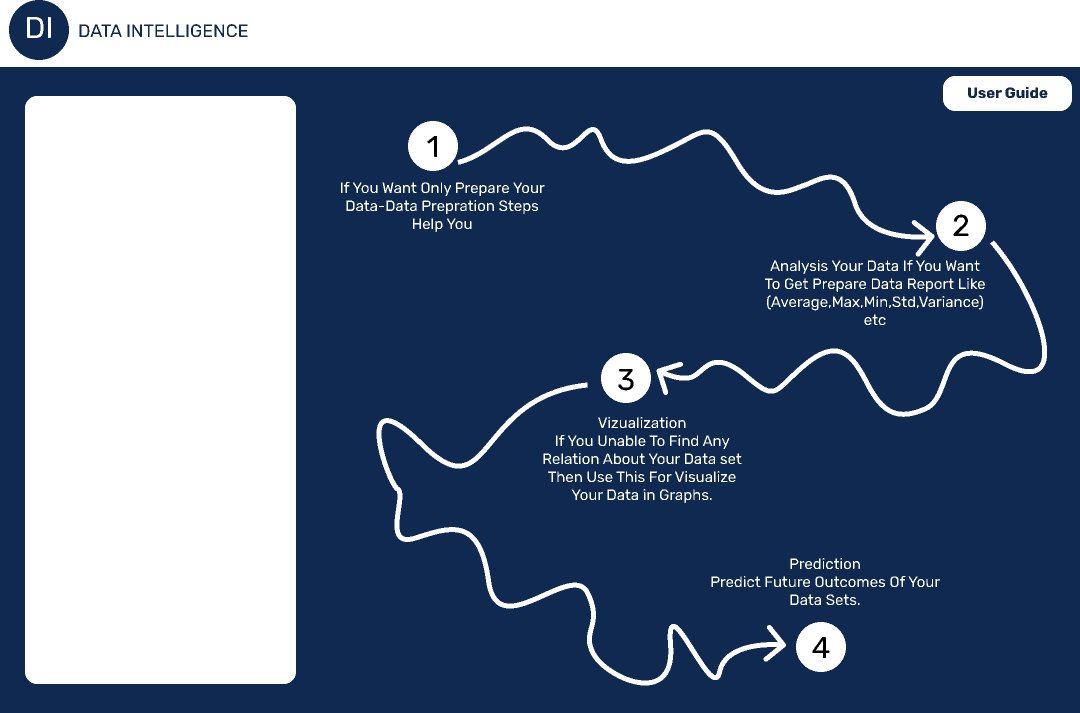 DI
DATA INTELLIGENCE
User Guide
1
If You Want Only Prepare Your
Data-Data Prepration Steps
Help You
2
Analysis Your Data If You Want
To Get Prepare Data Report Like
(Average,Max,Min,Std,Variance)
etc
3
Vizualization
If You Unable To Find Any
Relation About Your Data set
Then Use This For Visualize
Your Data in Graphs.
Prediction
Predict Future Outcomes Of Your
Data Sets.
4